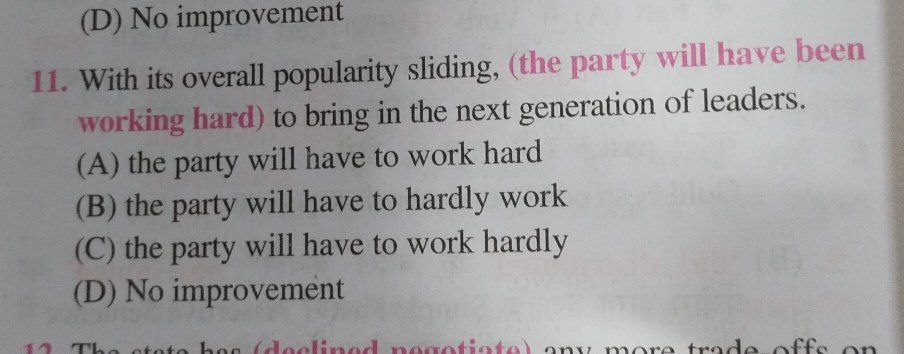 (D) No improvement
11. With its overall popularity sliding, (the party will have been
working hard) to bring in the next generation of leaders.
(A) the party will have to work hard
(B) the party will have to hardly work
(C) the party will have to work hardly
(D) No improvement
12. The state has (declined negotiate) any more trade offs on